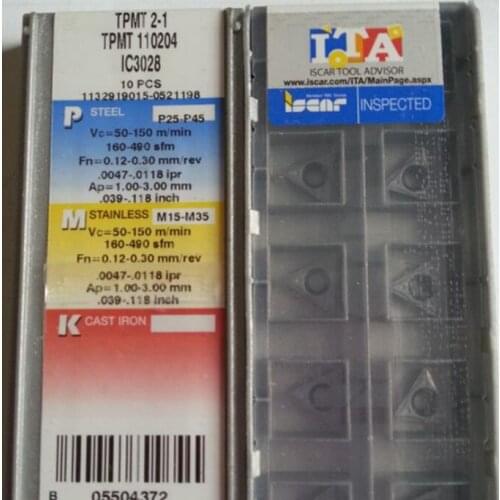 TPMT 2-1
TPMT 110204
IC3028
10 PCS
1132919015-0521198
P STEEL P25-P45
Vc=50-150 m/min
160-490 sfm
Fn=0.12-0.30 mm/rev
.0047-.0118 ipr
Ap=1.00-3.00 mm
.039-.118 inch
M STAINLESS M15-M35
Vc=50-150 m/min
160-490 sfm
Fn=0.12-0.30 mm/rev
.0047-.0118 ipr
Ap=1.00-3.00 mm
.039-.118 inch
K CAST IRON
B 05504372
ITA
ISCAR TOOL ADVISOR
www.iscar.com/ITA/MainPage.aspx
iscar INSPECTED